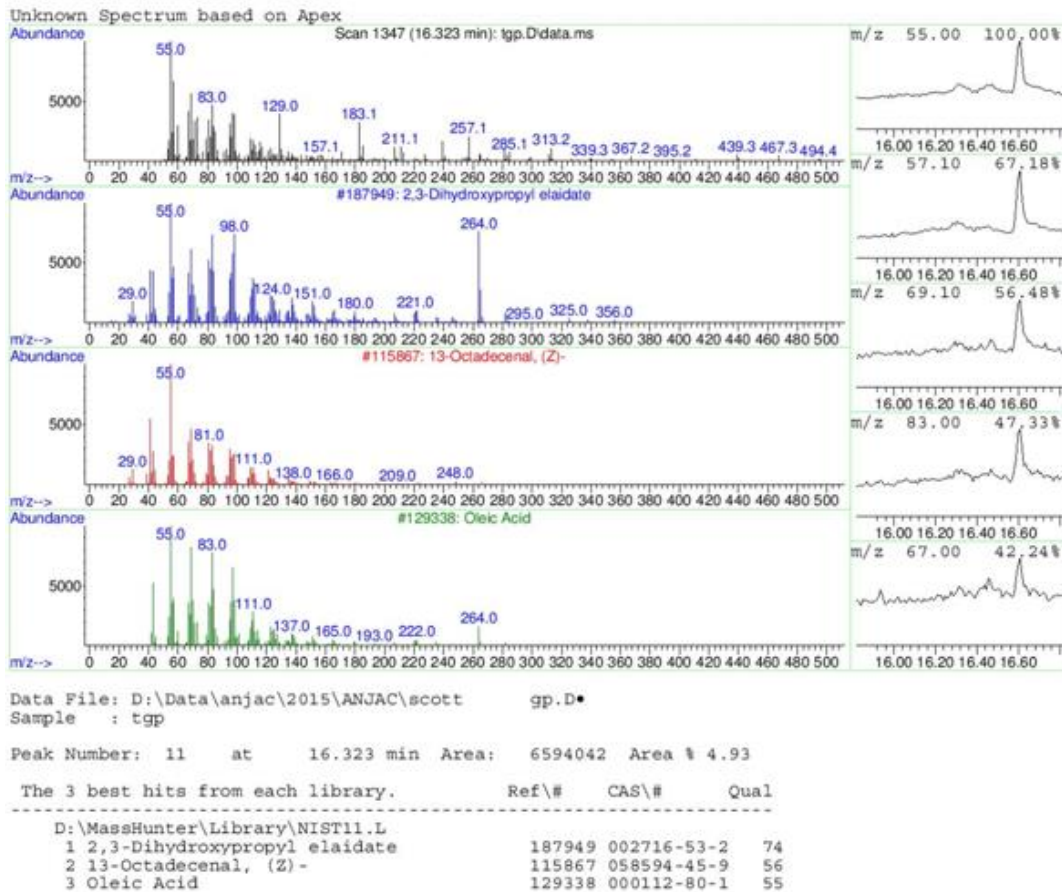 Unknown Spectrum based on Apex
Abundance
Scan 1347 (16.323 min): tgp.D\data.ms
55.0
5000
83.0
129.0
157.1
183.1
211.1
257.1
285.1
313.2
339.3
367.2
395.2
439.3
467.3
494.4
m/z-->
0 20 40 60 80 100 120 140 160 180 200 220 240 260 280 300 320 340 360 380 400 420 440 460 480 500
Abundance
#187949: 2,3-Dihydroxypropyl elaidate
55.0
98.0
264.0
5000
29.0
124.0
151.0
180.0
221.0
295.0
325.0
356.0
m/z-->
0 20 40 60 80 100 120 140 160 180 200 220 240 260 280 300 320 340 360 380 400 420 440 460 480 500
Abundance
#115867: 13-Octadecenal, (Z)-
55.0
5000
81.0
29.0
111.0
138.0
166.0
209.0
248.0
m/z-->
0 20 40 60 80 100 120 140 160 180 200 220 240 260 280 300 320 340 360 380 400 420 440 460 480 500
Abundance
#129338: Oleic Acid
55.0
83.0
5000
111.0
137.0
165.0
193.0
222.0
264.0
m/z-->
0 20 40 60 80 100 120 140 160 180 200 220 240 260 280 300 320 340 360 380 400 420 440 460 480 500
m/z 55.00 100.00%
16.00 16.20 16.40 16.60
m/z 57.10 67.18%
16.00 16.20 16.40 16.60
m/z 69.10 56.48%
16.00 16.20 16.40 16.60
m/z 83.00 47.33%
16.00 16.20 16.40 16.60
m/z 67.00 42.24%
16.00 16.20 16.40 16.60
Data File: D:\Data\anjac\2015\ANJAC\scott gp.D•
Sample : tgp
Peak Number: 11 at 16.323 min Area: 6594042 Area % 4.93
The 3 best hits from each library. Ref\# CAS\# Qual
D:\MassHunter\Library\NIST11.L
1 2,3-Dihydroxypropyl elaidate 187949 002716-53-2 74
2 13-Octadecenal, (Z)- 115867 058594-45-9 56
3 Oleic Acid 129338 000112-80-1 55